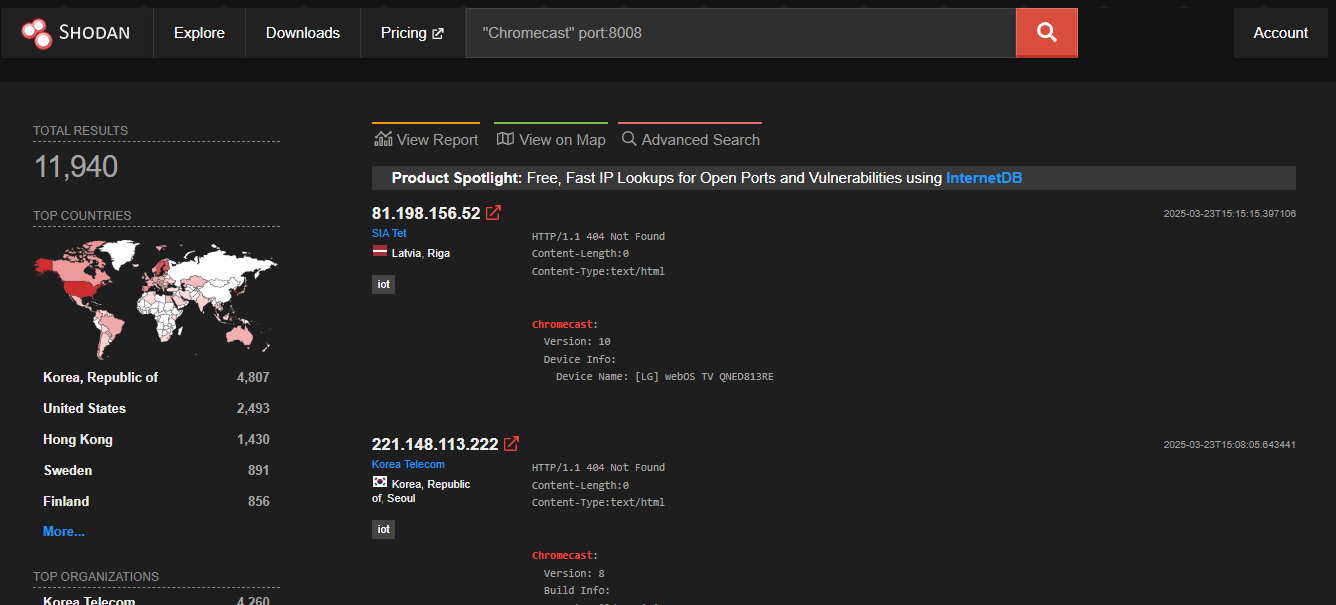 SHODAN
Explore
Downloads
Pricing
"Chromecast" port:8008
Account
TOTAL RESULTS
11,940
TOP COUNTRIES
Korea, Republic of 4,807
United States 2,493
Hong Kong 1,430
Sweden 891
Finland 856
More...
TOP ORGANIZATIONS
Korea Telecom 4,260
View Report
View on Map
Advanced Search
Product Spotlight: Free, Fast IP Lookups for Open Ports and Vulnerabilities using InternetDB
81.198.156.52
2025-03-23T15:15:15.397106
SIA Tet
Latvia, Riga
iot
HTTP/1.1 404 Not Found
Content-Length:0
Content-Type:text/html
Chromecast:
Version: 10
Device Info:
Device Name: [LG] webOS TV QNED813RE
221.148.113.222
2025-03-23T15:08:05.643441
Korea Telecom
Korea, Republic
of, Seoul
iot
HTTP/1.1 404 Not Found
Content-Length:0
Content-Type:text/html
Chromecast:
Version: 8
Build Info: